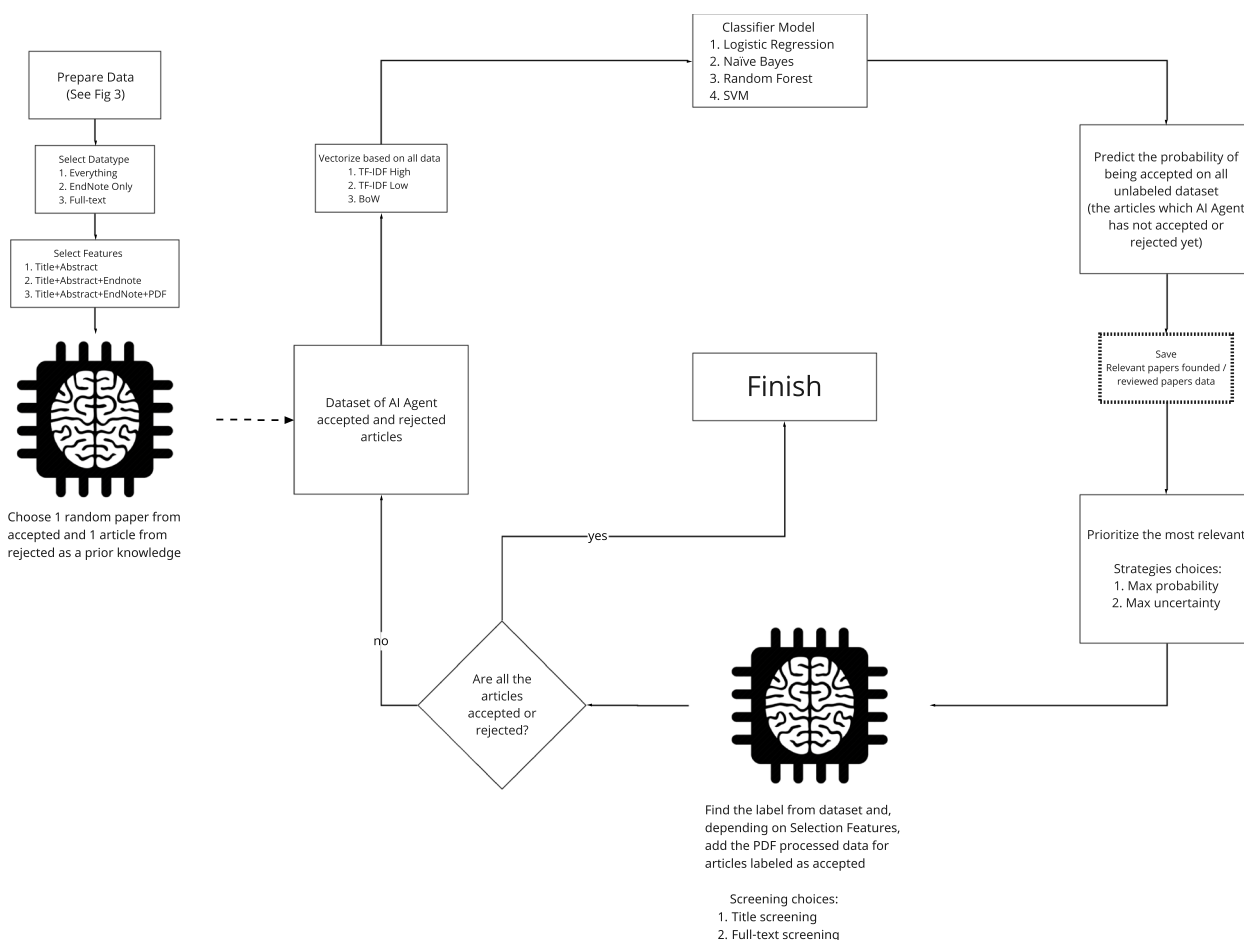 Prepare Data
(See Fig 3)
Select Datatype
1. Everything
2. EndNote Only
3. Full-text
Select Features
1. Title+Abstract
2. Title+Abstract+Endnote
3. Title+Abstract+EndNote+PDF
Choose 1 random paper from
accepted and 1 article from
rejected as a prior knowledge
Dataset of AI Agent
accepted and rejected
articles
Vectorize based on all data
1. TF-IDF High
2. TF-IDF Low
3. BoW
Classifier Model
1. Logistic Regression
2. Naïve Bayes
3. Random Forest
4. SVM
Predict the probability of
being accepted on all
unlabeled dataset
(the articles which AI Agent
has not accepted or
rejected yet)
Save
Relevant papers founded /
reviewed papers data
Prioritize the most relevant
Strategies choices:
1. Max probability
2. Max uncertainty
Find the label from dataset and,
depending on Selection Features,
add the PDF processed data for
articles labeled as accepted
Screening choices:
1. Title screening
2. Full-text screening
Are all the
articles
accepted or
rejected?
no
yes
Finish